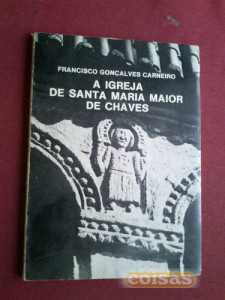 FRANCISCO GONÇALVES CARNEIRO
A IGREJA
DE SANTA MARIA MAIOR
DE CHAVES
coisas